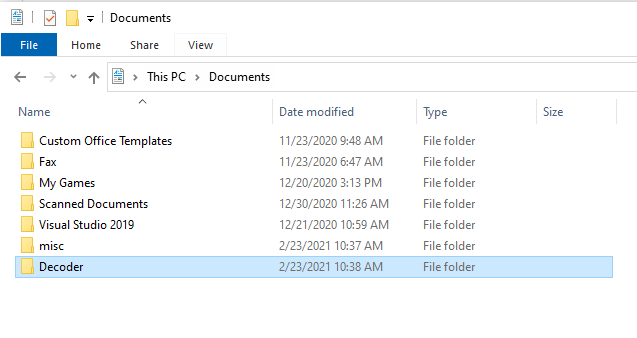 Documents
File Home Share View
This PC Documents
Name Date modified Type Size
Custom Office Templates 11/23/2020 9:48 AM File folder
Fax 11/23/2020 6:47 AM File folder
My Games 12/20/2020 3:13 PM File folder
Scanned Documents 12/30/2020 11:26 AM File folder
Visual Studio 2019 12/21/2020 10:59 AM File folder
misc 2/23/2021 10:37 AM File folder
Decoder 2/23/2021 10:38 AM File folder